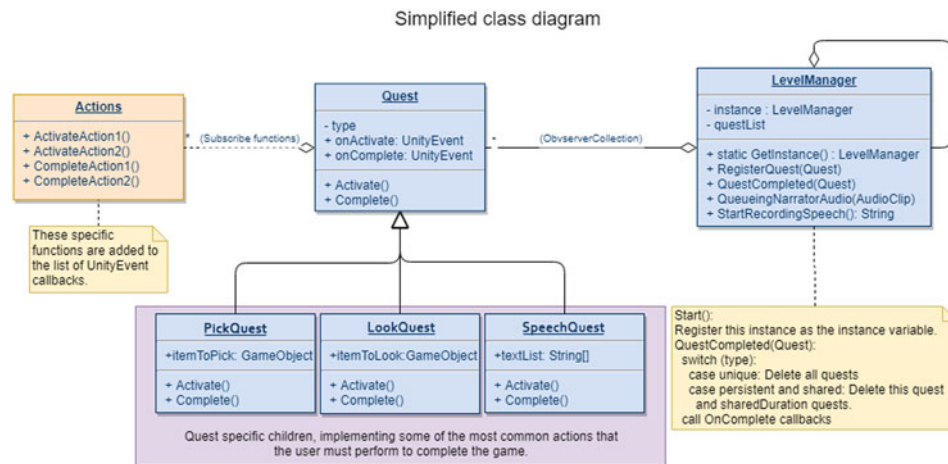 Simplified class diagram
Actions
+ ActivateAction1()
+ ActivateAction2()
+ CompleteAction1()
+ CompleteAction2()
These specific
functions are added to
the list of UnityEvent
callbacks.
*
(Subscribe functions)
Quest
- type
+ onActivate: UnityEvent
+ onComplete: UnityEvent
+ Activate()
+ Complete()
*
(ObvserverCollection)
LevelManager
- instance : LevelManager
- questList
+ static GetInstance() : LevelManager
+ RegisterQuest(Quest)
+ QuestCompleted(Quest)
+ QueueingNarratorAudio(AudioClip)
+ StartRecordingSpeech(): String
PickQuest
+itemToPick: GameObject
+ Activate()
+ Complete()
LookQuest
+itemToLook:GameObject
+ Activate()
+ Complete()
SpeechQuest
+textList: String[]
+ Activate()
+ Complete()
Quest specific children, implementing some of the most common actions that
the user must perform to complete the game.
Start():
Register this instance as the instance variable.
QuestCompleted(Quest):
switch (type):
case unique: Delete all quests
case persistent and shared: Delete this quest
and sharedDuration quests.
call OnComplete callbacks